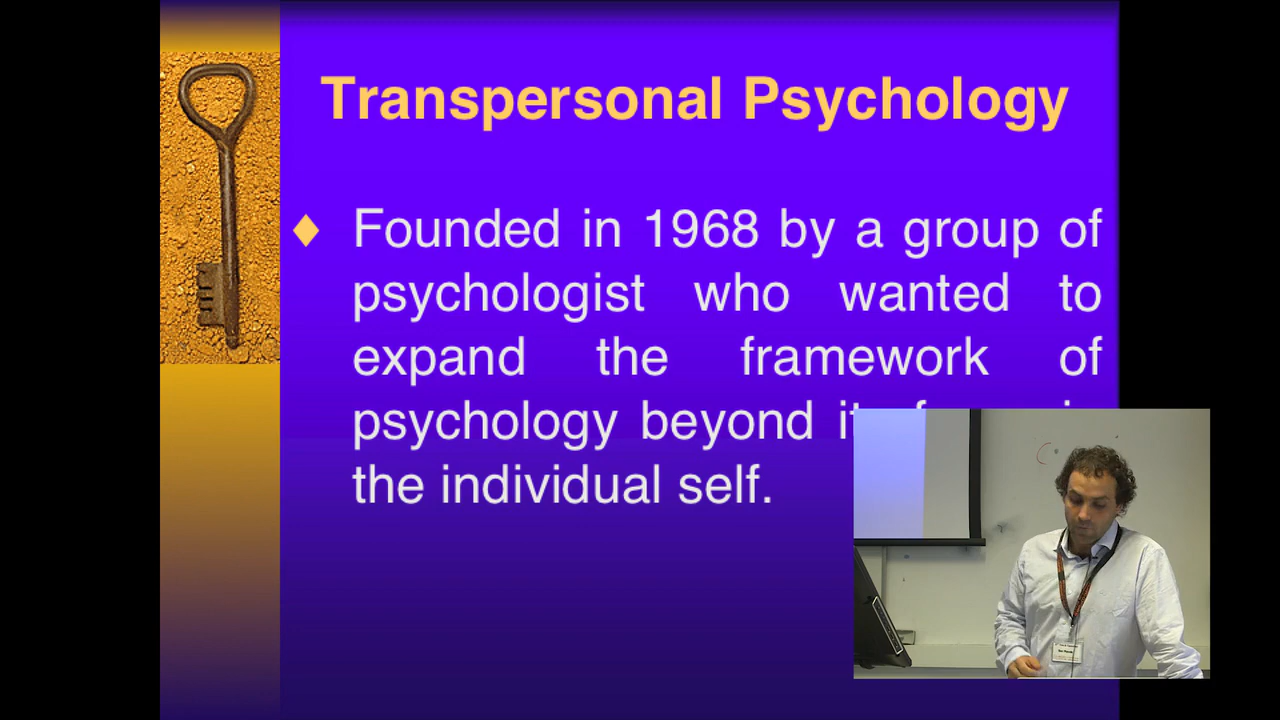 Transpersonal Psychology
Founded in 1968 by a group of
psychologist who wanted to
expand the framework of
psychology beyond
the individual self.